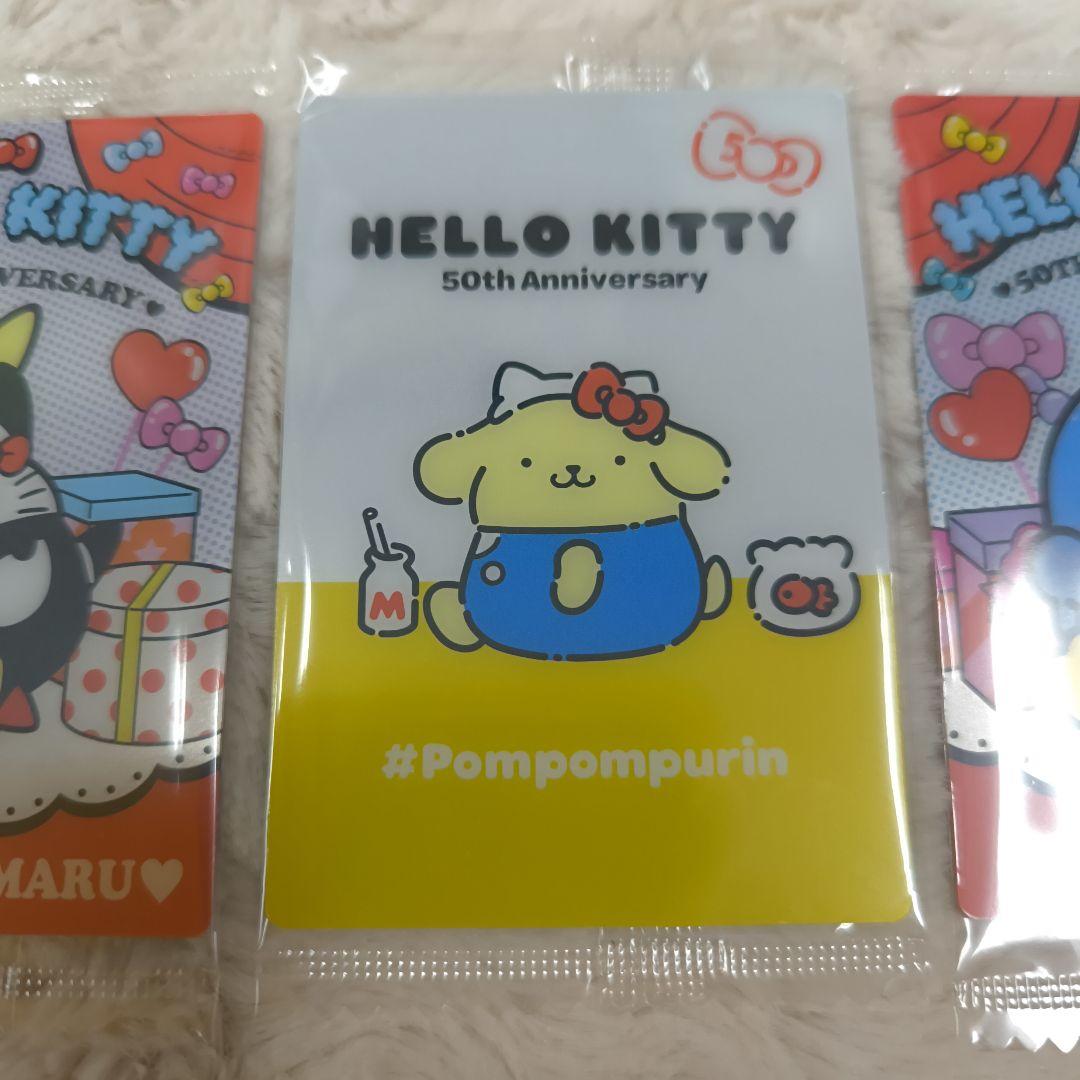 KITTY
VERSARY
MARU
50
HELLO KITTY
50th Anniversary
M
#Pompompurin
HEL
50TH